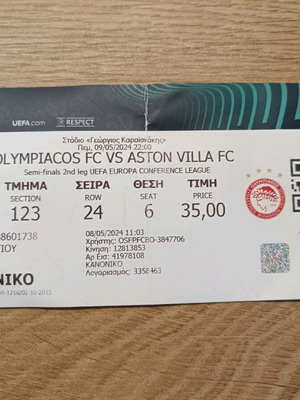 UEFA.com
RESPECT
Στάδιο «Γεώργιος Καραϊσκάκης»
Πεμ, 09/05/2024 22:00
OLYMPIACOS FC VS ASTON VILLA FC
Semi-finals 2nd leg UEFA EUROPA CONFERENCE LEAGUE
ΤΜΗΜΑ ΣΕΙΡΑ ΘΕΣΗ ΤΙΜΗ
SECTION ROW SEAT PRICE
123 24 6 35,00
38601738 08/05/2024 11:03
ΤΙΟΥ Χρήστης: OSFPFCBO-3847706
Κίνηση: 12813853
Αρ Εισ: 41978108
ΝΙΚΟ ΚΑΝΟΝΙΚΟ
Λογαριασμός: 3358463